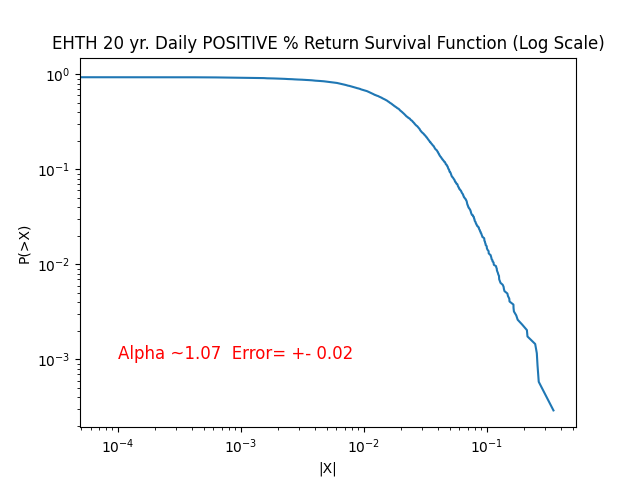 EHTH 20 yr. Daily POSITIVE % Return Survival Function (Log Scale)
10⁰
10⁻¹
10⁻²
10⁻³
P(>X)
Alpha ~1.07  Error= +- 0.02
10⁻⁴ 10⁻³ 10⁻² 10⁻¹
|X|